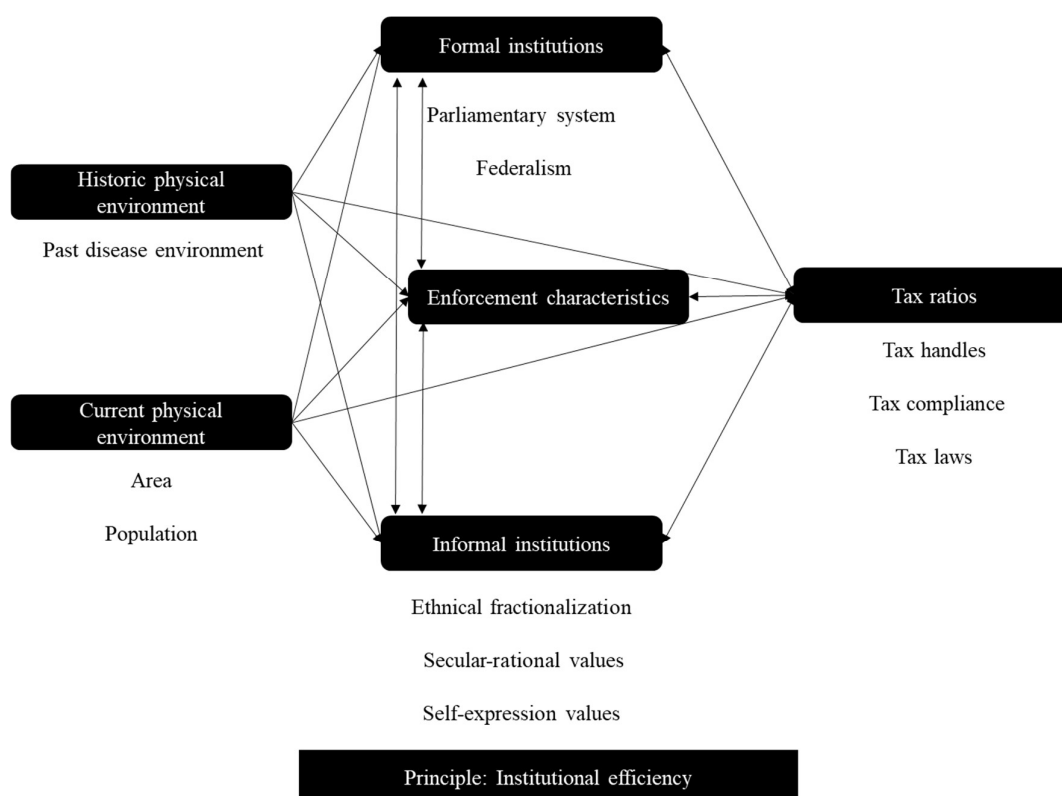 Formal institutions
Parliamentary system
Federalism
Historic physical
environment
Past disease environment
Enforcement characteristics
Tax ratios
Tax handles
Tax compliance
Tax laws
Current physical
environment
Area
Population
Informal institutions
Ethnical fractionalization
Secular-rational values
Self-expression values
Principle: Institutional efficiency